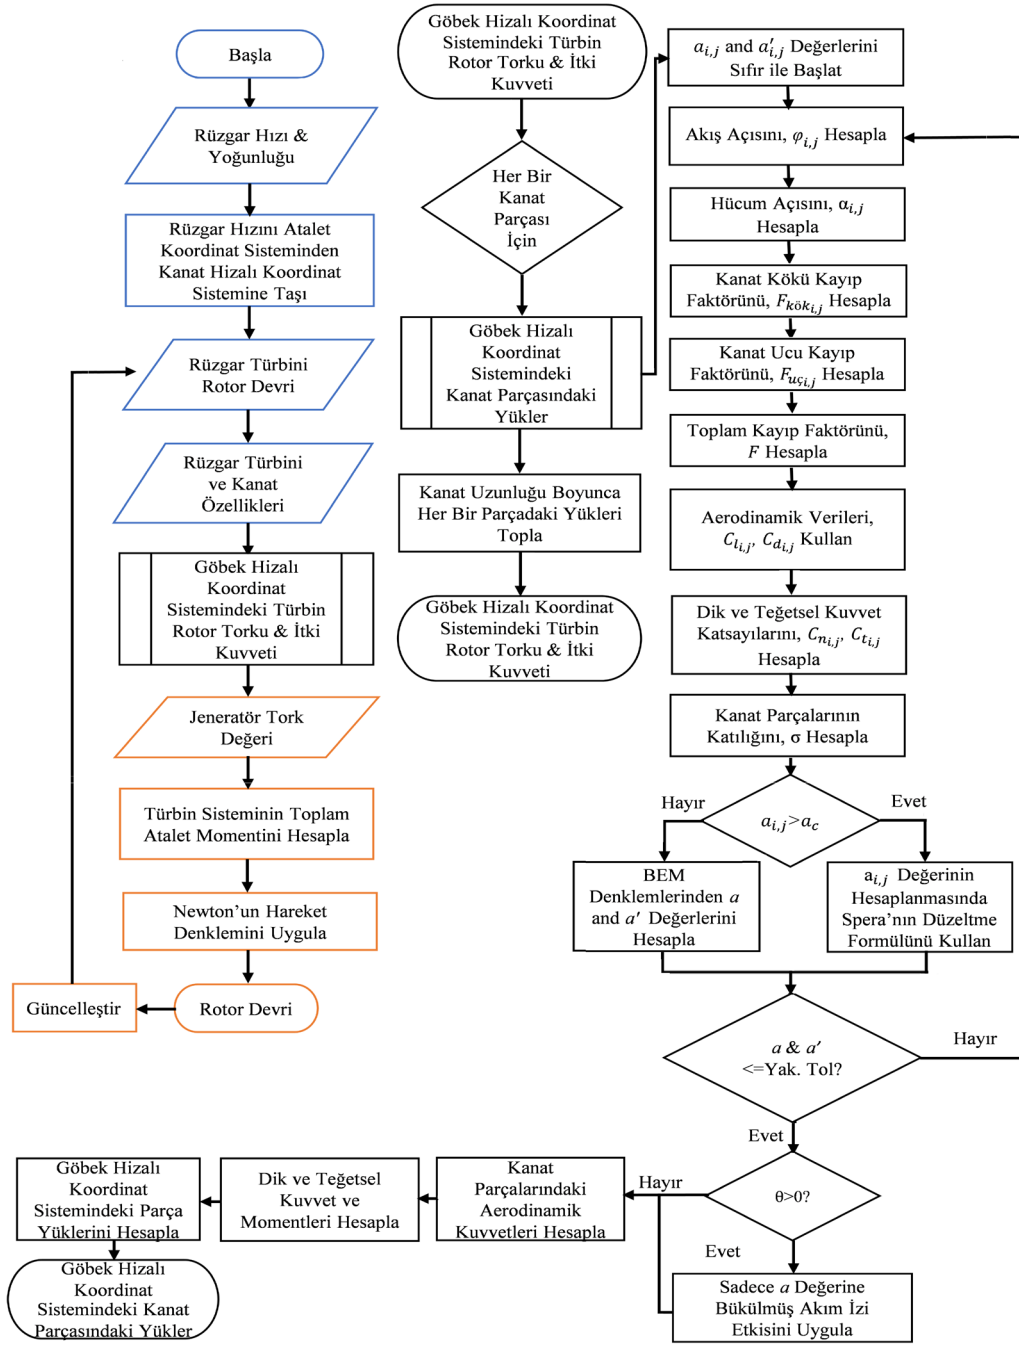 Başla
Rüzgar Hızı &
Yoğunluğu
Rüzgar Hızını Atalet
Koordinat Sisteminden
Kanat Hizalı Koordinat
Sistemine Taşı
Rüzgar Türbini
Rotor Devri
Rüzgar Türbini
ve Kanat
Özellikleri
Göbek Hizalı
Koordinat
Sistemindeki Türbin
Rotor Torku & İtki
Kuvveti
Jeneratör Tork
Değeri
Türbin Sisteminin Toplam
Atalet Momentini Hesapla
Newton’un Hareket
Denklemini Uygula
Rotor Devri
Güncelleştir
Göbek Hizalı Koordinat
Sistemindeki Türbin
Rotor Torku & İtki
Kuvveti
Her Bir
Kanat
Parçası
İçin
Göbek Hizalı
Koordinat
Sistemindeki
Kanat Parçasındaki
Yükler
Kanat Uzunluğu Boyunca
Her Bir Parçadaki Yükleri
Topla
Göbek Hizalı Koordinat
Sistemindeki Türbin
Rotor Torku & İtki
Kuvveti
a_{i,j} and a′_{i,j} Değerlerini
Sıfır ile Başlat
Akış Açısını, φ_{i,j} Hesapla
Hücum Açısını, α_{i,j}
Hesapla
Kanat Kökü Kayıp
Faktörünü, F_{kök_{i,j}} Hesapla
Kanat Ucu Kayıp
Faktörünü, F_{uç_{i,j}} Hesapla
Toplam Kayıp Faktörünü,
F Hesapla
Aerodinamik Verileri,
C_{l_{i,j}}, C_{d_{i,j}} Kullan
Dik ve Teğetsel Kuvvet
Katsayılarını, C_{n_{i,j}}, C_{t_{i,j}}
Hesapla
Kanat Parçalarının
Katılığını, σ Hesapla
Hayır
Evet
a_{i,j}>a_c
BEM
Denklemlerinden a
and a′ Değerlerini
Hesapla
a_{i,j} Değerinin
Hesaplanmasında
Spera’nın Düzeltme
Formülünü Kullan
a & a′
<=Yak. Tol?
Hayır
Evet
θ>0?
Hayır
Evet
Sadece a Değerine
Bükülmüş Akım İzi
Etkisini Uygula
Kanat
Parçalarındaki
Aerodinamik
Kuvvetleri Hesapla
Dik ve Teğetsel
Kuvvet ve
Momentleri Hesapla
Göbek Hizalı
Koordinat
Sistemindeki Parça
Yüklerini Hesapla
Göbek Hizalı
Koordinat
Sistemindeki Kanat
Parçasındaki Yükler